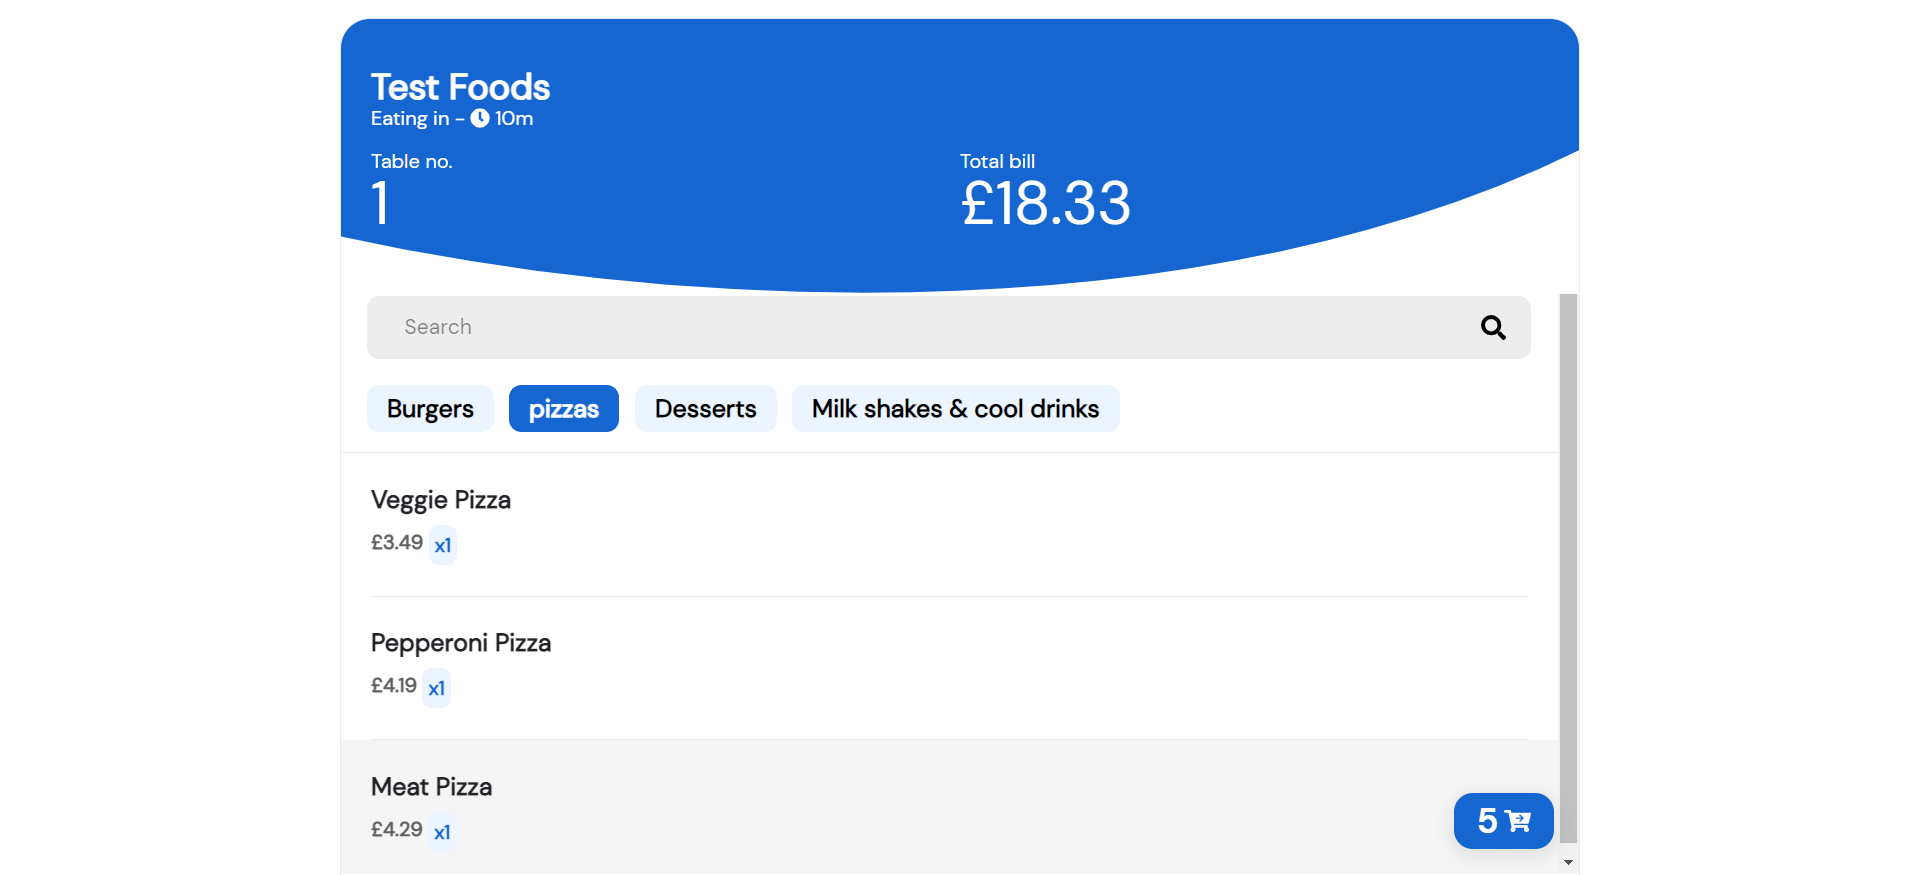 Test Foods
Eating in - 10m
Table no.
1
Total bill
£18.33
Search
Burgers
pizzas
Desserts
Milk shakes & cool drinks
Veggie Pizza
£3.49 x1
Pepperoni Pizza
£4.19 x1
Meat Pizza
£4.29 x1
5